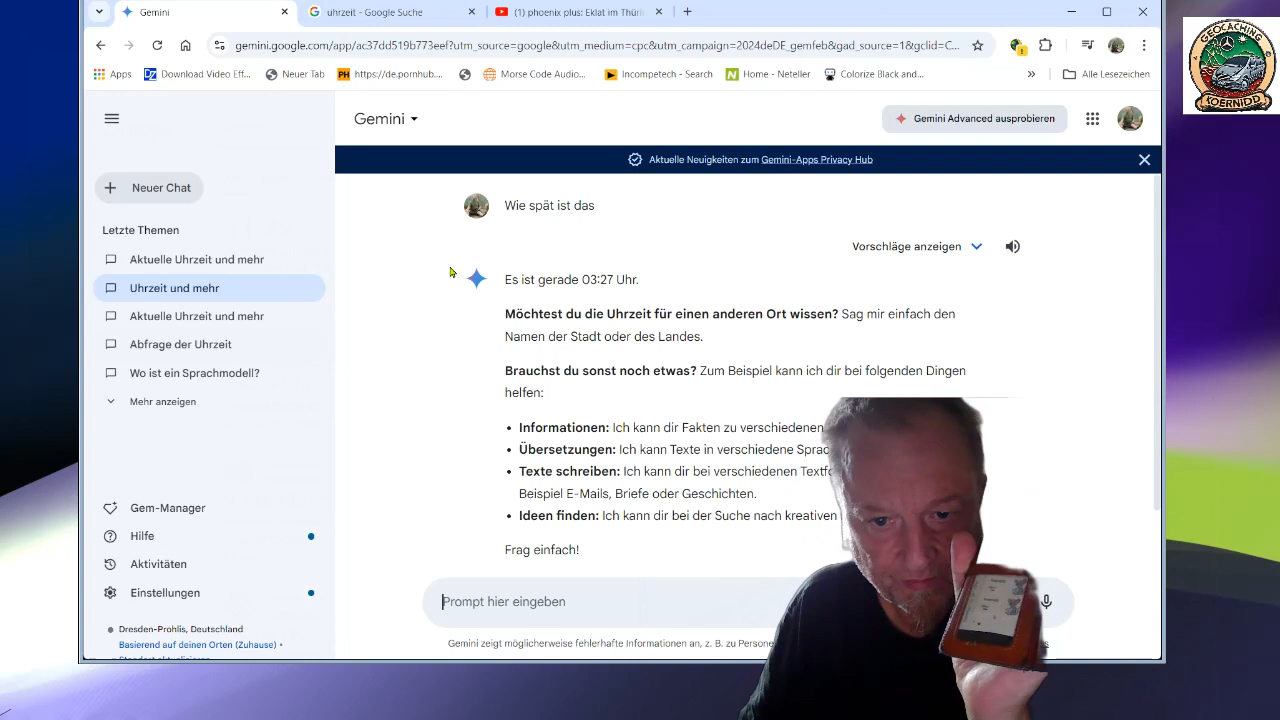 Gemini
uhrzeit - Google Suche
(1) phoenix plus: Eklat im Thüri
gemini.google.com/app/ac37dd519b773eef?utm_source=google&utm_medium=cpc&utm_campaign=2024deDE_gemfeb&gad_source=1&gclid=C...
Apps
Download Video Eff...
Neuer Tab
https://de.pornhub....
Morse Code Audio...
Incompetech - Search
Home - Neteller
Colorize Black and...
»
Alle Lesezeichen
GEOCACHING
KOERNIDD
Gemini
Gemini Advanced ausprobieren
Aktuelle Neuigkeiten zum Gemini-Apps Privacy Hub
Neuer Chat
Letzte Themen
Aktuelle Uhrzeit und mehr
Uhrzeit und mehr
Aktuelle Uhrzeit und mehr
Abfrage der Uhrzeit
Wo ist ein Sprachmodell?
Mehr anzeigen
Gem-Manager
Hilfe
Aktivitäten
Einstellungen
Dresden-Prohlis, Deutschland
Basierend auf deinen Orten (Zuhause) •
Standort aktualisieren
Wie spät ist das
Vorschläge anzeigen
Es ist gerade 03:27 Uhr.
Möchtest du die Uhrzeit für einen anderen Ort wissen? Sag mir einfach den
Namen der Stadt oder des Landes.
Brauchst du sonst noch etwas? Zum Beispiel kann ich dir bei folgenden Dingen
helfen:
• Informationen: Ich kann dir Fakten zu verschiedenen
• Übersetzungen: Ich kann Texte in verschiedene Sprac
• Texte schreiben: Ich kann dir bei verschiedenen Textfo
Beispiel E-Mails, Briefe oder Geschichten.
• Ideen finden: Ich kann dir bei der Suche nach kreativen
Frag einfach!
Prompt hier eingeben
Gemini zeigt möglicherweise fehlerhafte Informationen an, z. B. zu Persone